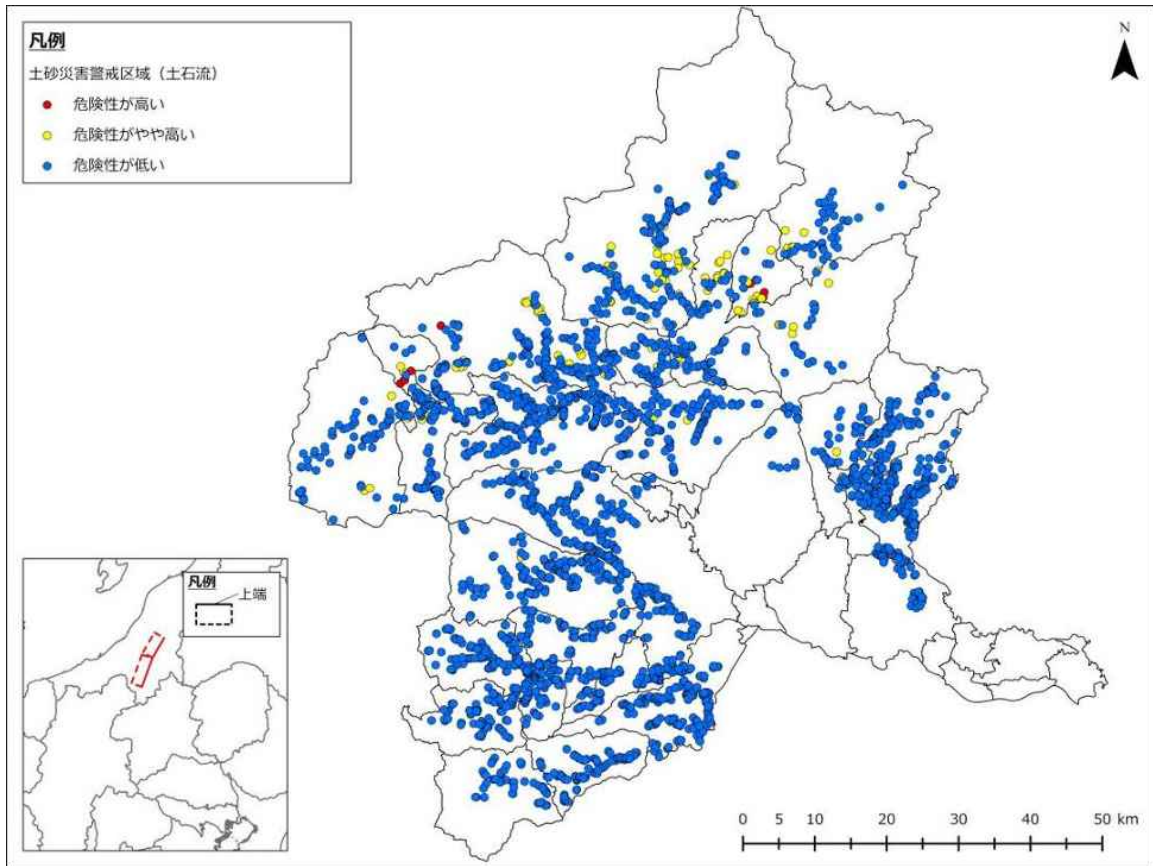 凡例
土砂災害警戒区域（土石流）
危険性が高い
危険性がやや高い
危険性が低い
N
凡例
上端
0 5 10 20 30 40 50 km